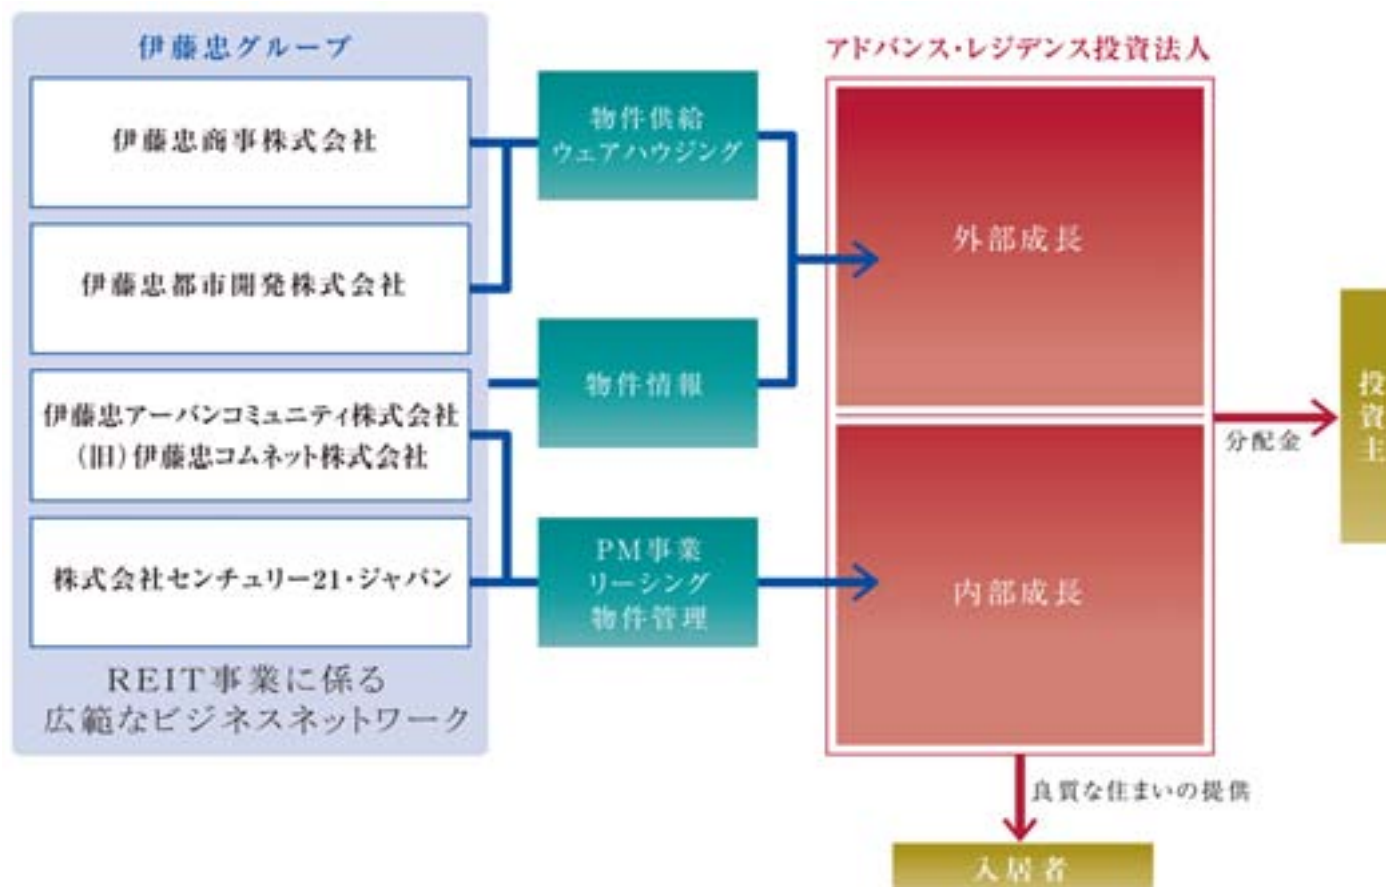 伊藤忠グループ
伊藤忠商事株式会社
伊藤忠都市開発株式会社
伊藤忠アーバンコミュニティ株式会社
（旧）伊藤忠コムネット株式会社
株式会社センチュリー21・ジャパン
REIT事業に係る
広範なビジネスネットワーク
物件供給
ウェアハウジング
物件情報
PM事業
リーシング
物件管理
アドバンス・レジデンス投資法人
外部成長
内部成長
分配金
投資主
良質な住まいの提供
入居者